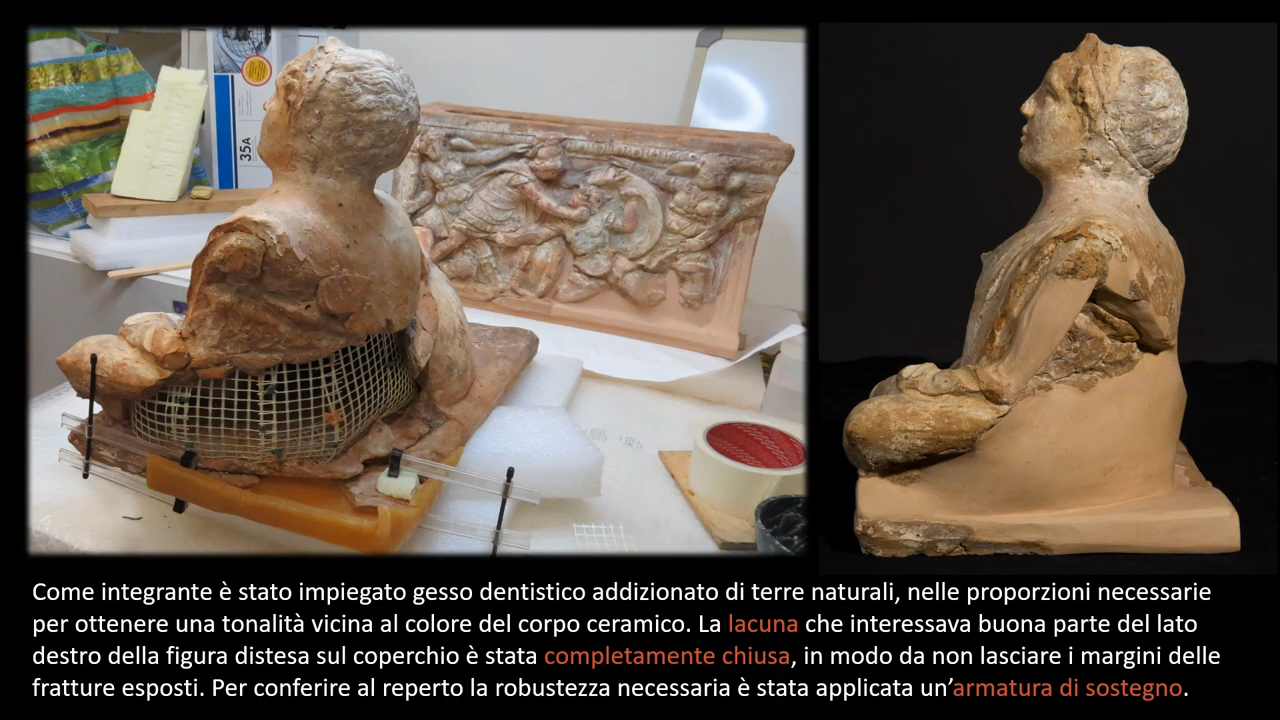 35A
Come integrante è stato impiegato gesso dentistico addizionato di terre naturali, nelle proporzioni necessarie
per ottenere una tonalità vicina al colore del corpo ceramico. La lacuna che interessava buona parte del lato
destro della figura distesa sul coperchio è stata completamente chiusa, in modo da non lasciare i margini delle
fratture esposti. Per conferire al reperto la robustezza necessaria è stata applicata un’armatura di sostegno.